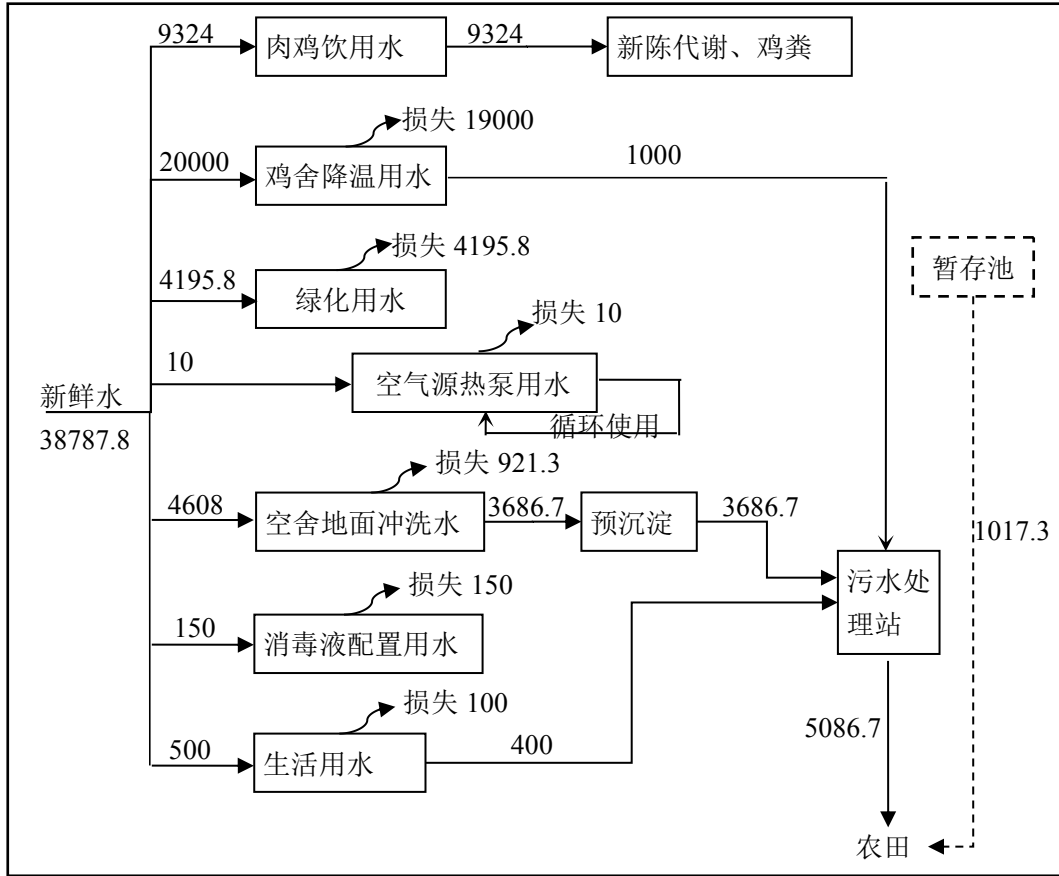 9324
肉鸡饮用水
9324
新陈代谢、鸡粪
损失 19000
20000
鸡舍降温用水
1000
损失 4195.8
4195.8
绿化用水
暂存池
损失 10
10
空气源热泵用水
循环使用
新鲜水
38787.8
损失 921.3
4608
空舍地面冲洗水
3686.7
预沉淀
3686.7
1017.3
污水处
理站
损失 150
150
消毒液配置用水
损失 100
500
生活用水
400
5086.7
农田